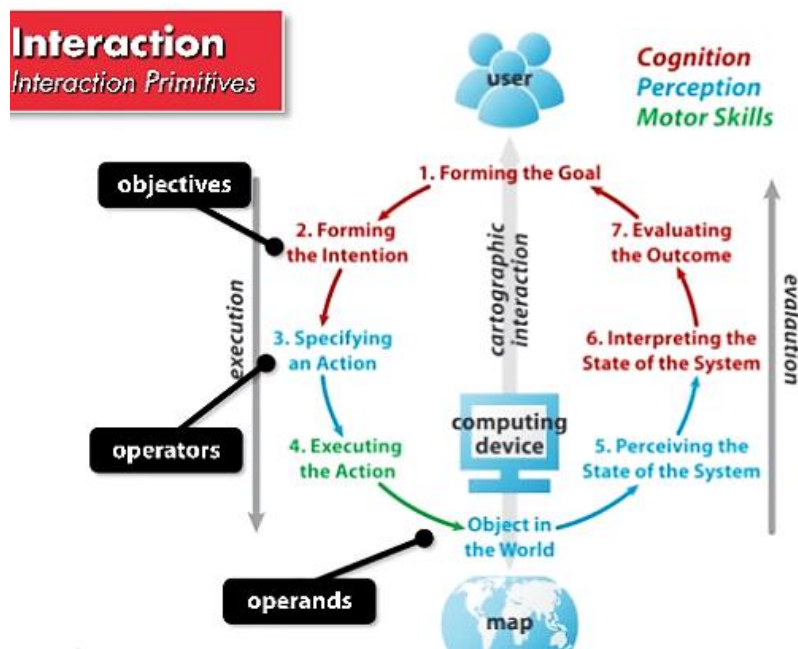 Interaction
Interaction Primitives
user
Cognition
Perception
Motor Skills
objectives
1. Forming the Goal
2. Forming
the Intention
7. Evaluating
the Outcome
execution
cartographic
interaction
evalaution
3. Specifying
an Action
6. Interpreting the
State of the System
operators
4. Executing
the Action
computing
device
5. Perceiving the
State of the System
Object in
the World
operands
map